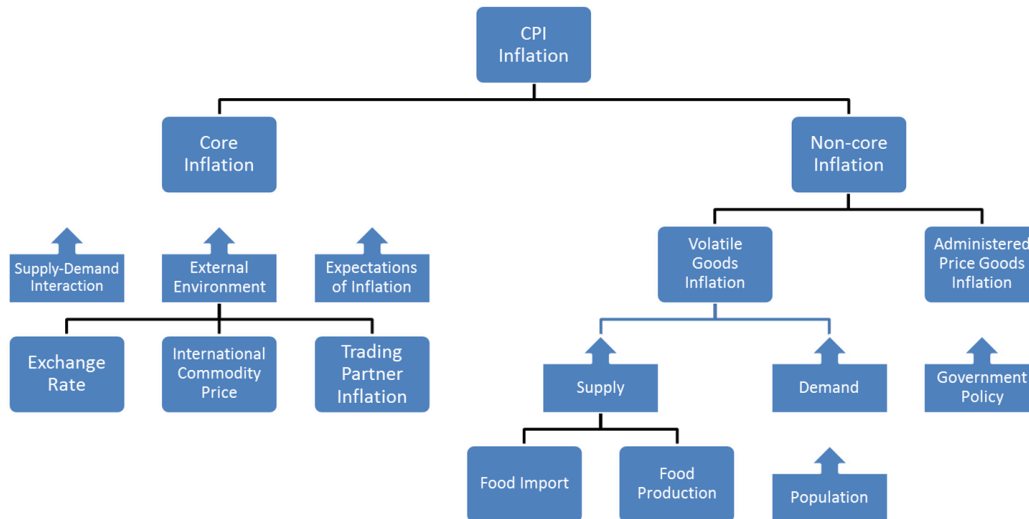 CPI
Inflation
Core
Inflation
Non-core
Inflation
Supply-Demand
Interaction
External
Environment
Expectations
of Inflation
Volatile
Goods
Inflation
Administered
Price Goods
Inflation
Exchange
Rate
International
Commodity
Price
Trading
Partner
Inflation
Supply
Demand
Government
Policy
Food Import
Food
Production
Population